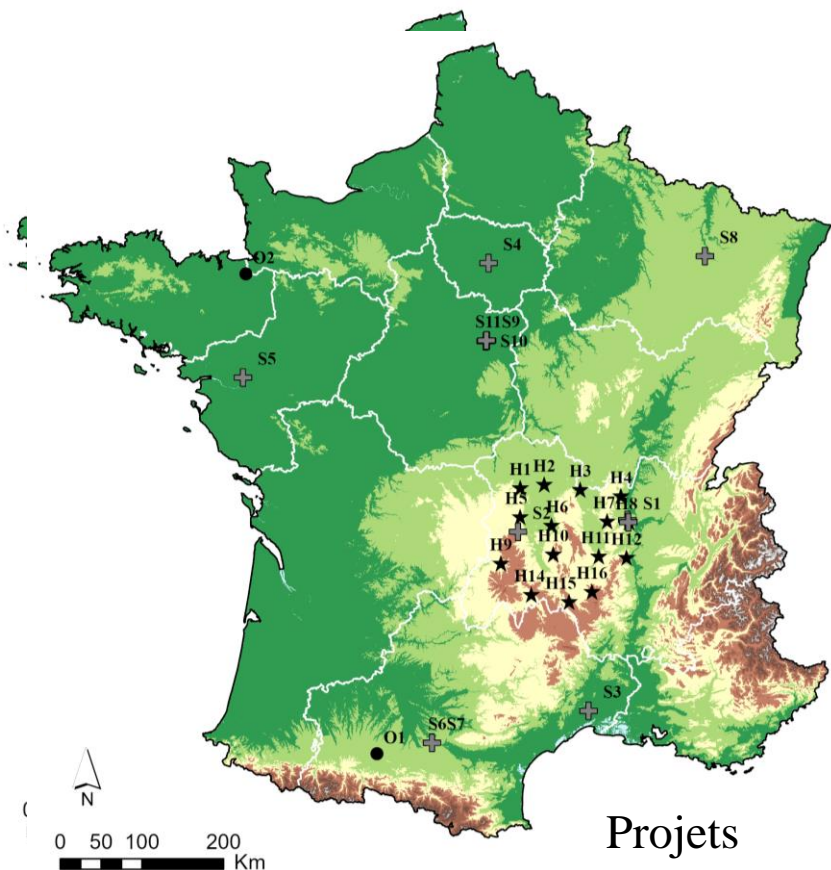 O2
S4
S8
S11S9
S10
S5
H1 H2 H3 H4
H5 S2 H6 H7 H8 S1
H9 H10 H11 H12
H14 H15 H16
S3
S6S7
O1
N
0 50 100 200
Km
Projets